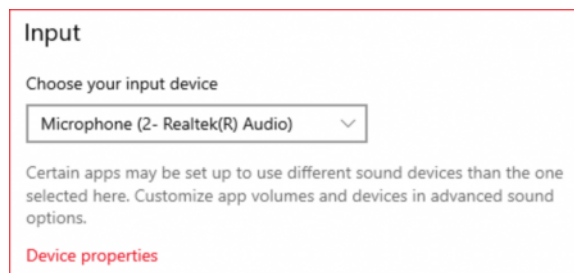 Input
Choose your input device
Microphone (2- Realtek(R) Audio)
Certain apps may be set up to use different sound devices than the one
selected here. Customize app volumes and devices in advanced sound
options.
Device properties